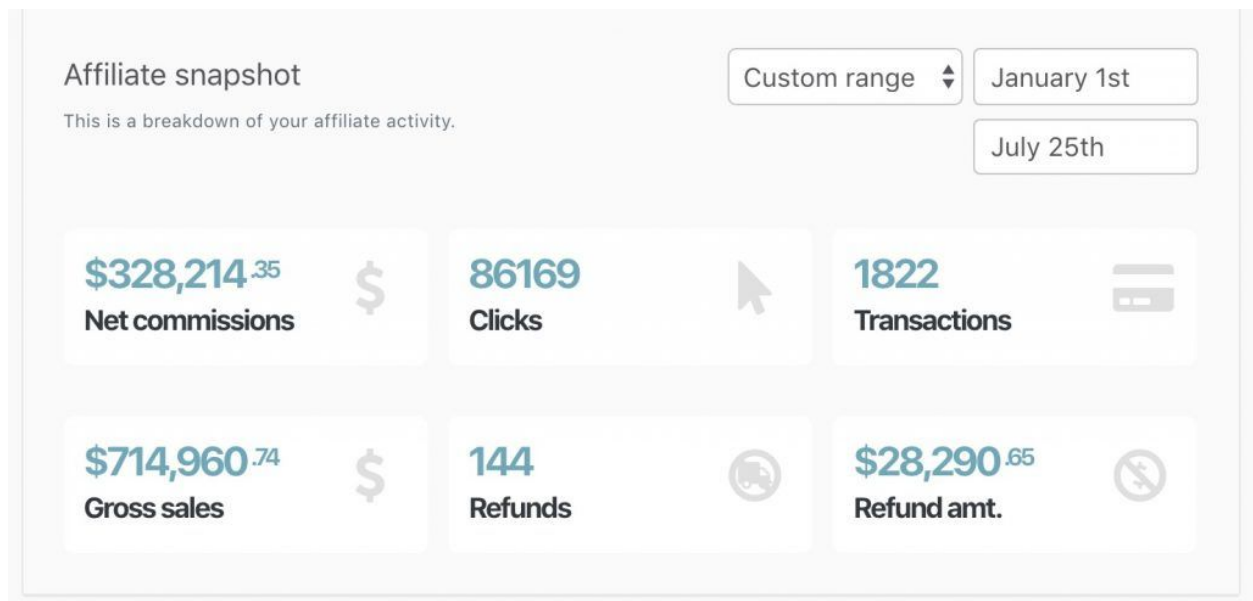 Affiliate snapshot
Custom range
January 1st
This is a breakdown of your affiliate activity.
July 25th
$328,214.35
Net commissions
86169
Clicks
1822
Transactions
$714,960.74
Gross sales
144
Refunds
$28,290.65
Refund amt.